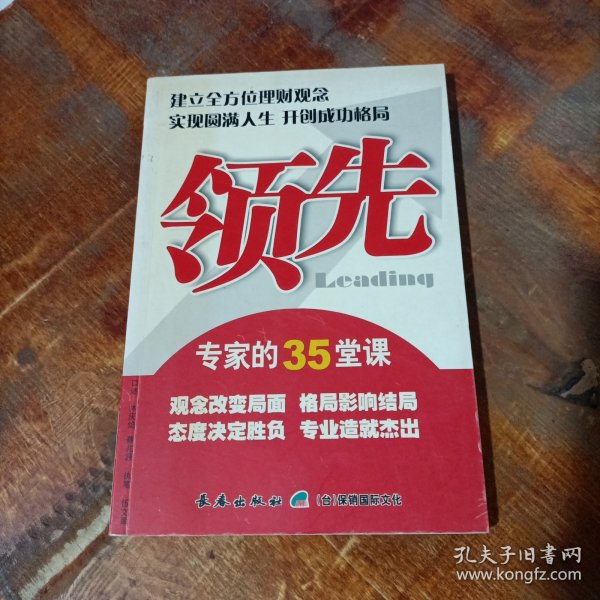 建立全方位理财观念
实现圆满人生 开创成功格局
领先
Leading
专家的35堂课
观念改变局面 格局影响结局
态度决定胜负 专业造就杰出
长春出版社 (台)保销国际文化
孔夫子旧书网
www.kongfz.com